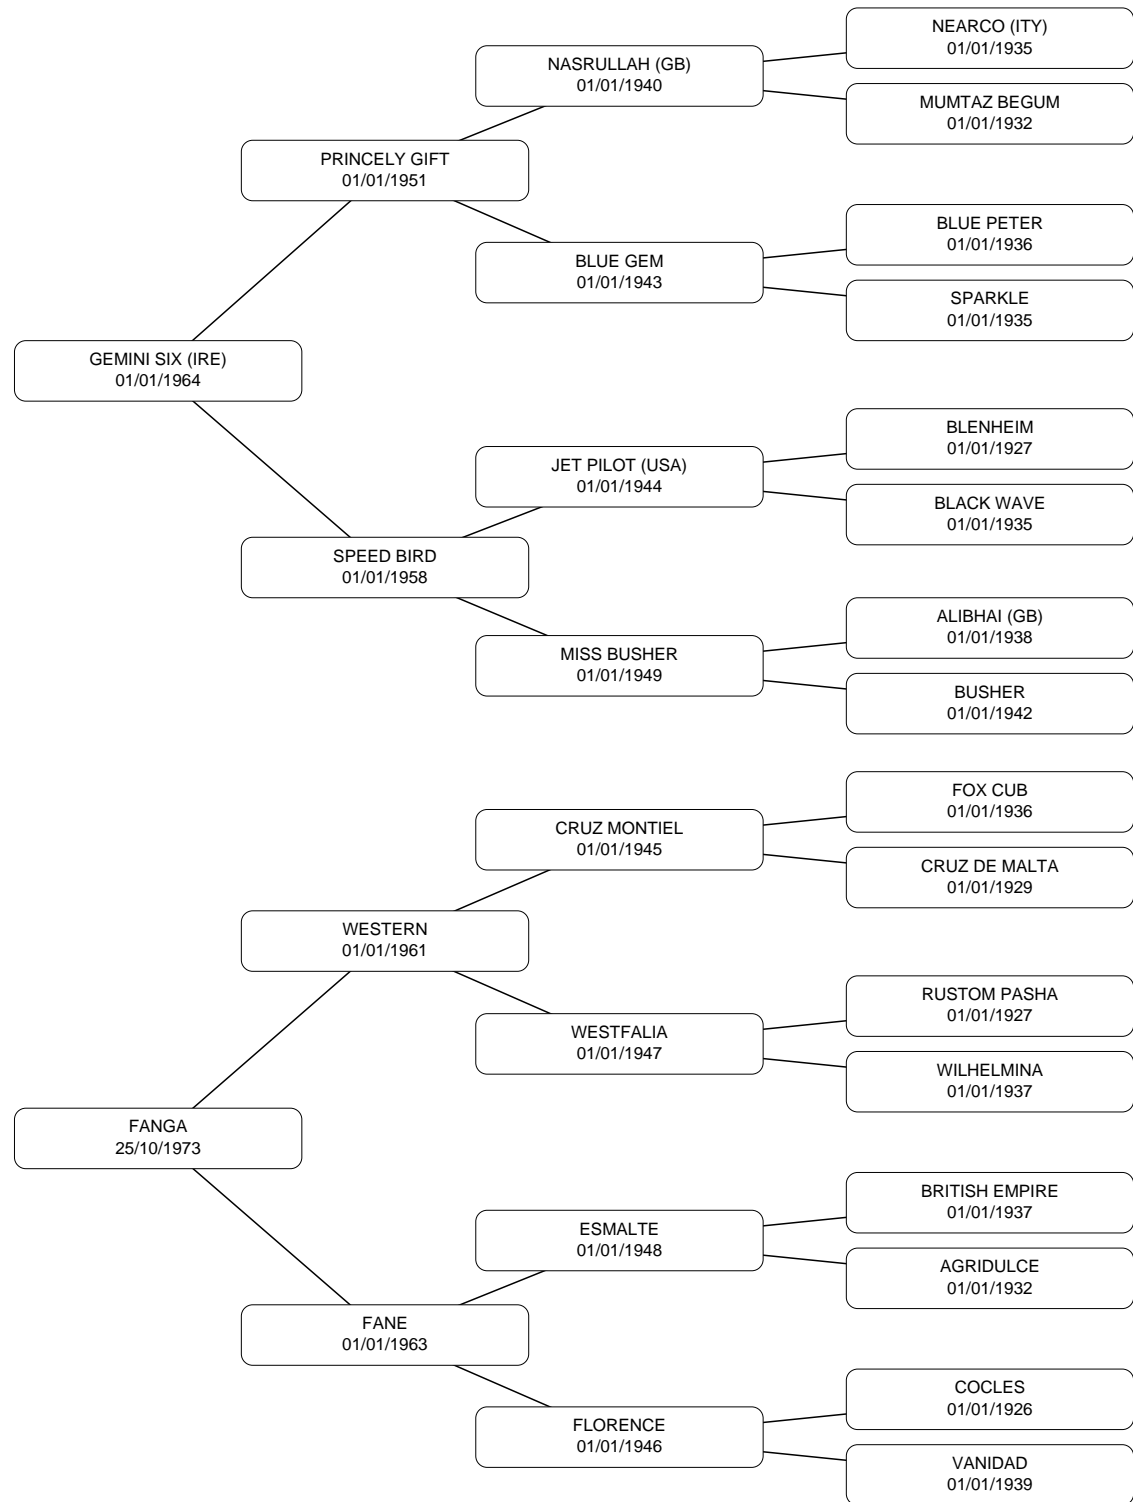 NEARCO (ITY)
01/01/1935
NASRULLAH (GB)
01/01/1940
MUMTAZ BEGUM
01/01/1932
PRINCELY GIFT
01/01/1951
BLUE PETER
01/01/1936
BLUE GEM
01/01/1943
SPARKLE
01/01/1935
GEMINI SIX (IRE)
01/01/1964
BLENHEIM
01/01/1927
JET PILOT (USA)
01/01/1944
BLACK WAVE
01/01/1935
SPEED BIRD
01/01/1958
ALIBHAI (GB)
01/01/1938
MISS BUSHER
01/01/1949
BUSHER
01/01/1942
FOX CUB
01/01/1936
CRUZ MONTIEL
01/01/1945
CRUZ DE MALTA
01/01/1929
WESTERN
01/01/1961
RUSTOM PASHA
01/01/1927
WESTFALIA
01/01/1947
WILHELMINA
01/01/1937
FANGA
25/10/1973
BRITISH EMPIRE
01/01/1937
ESMALTE
01/01/1948
AGRIDULCE
01/01/1932
FANE
01/01/1963
COCLES
01/01/1926
FLORENCE
01/01/1946
VANIDAD
01/01/1939